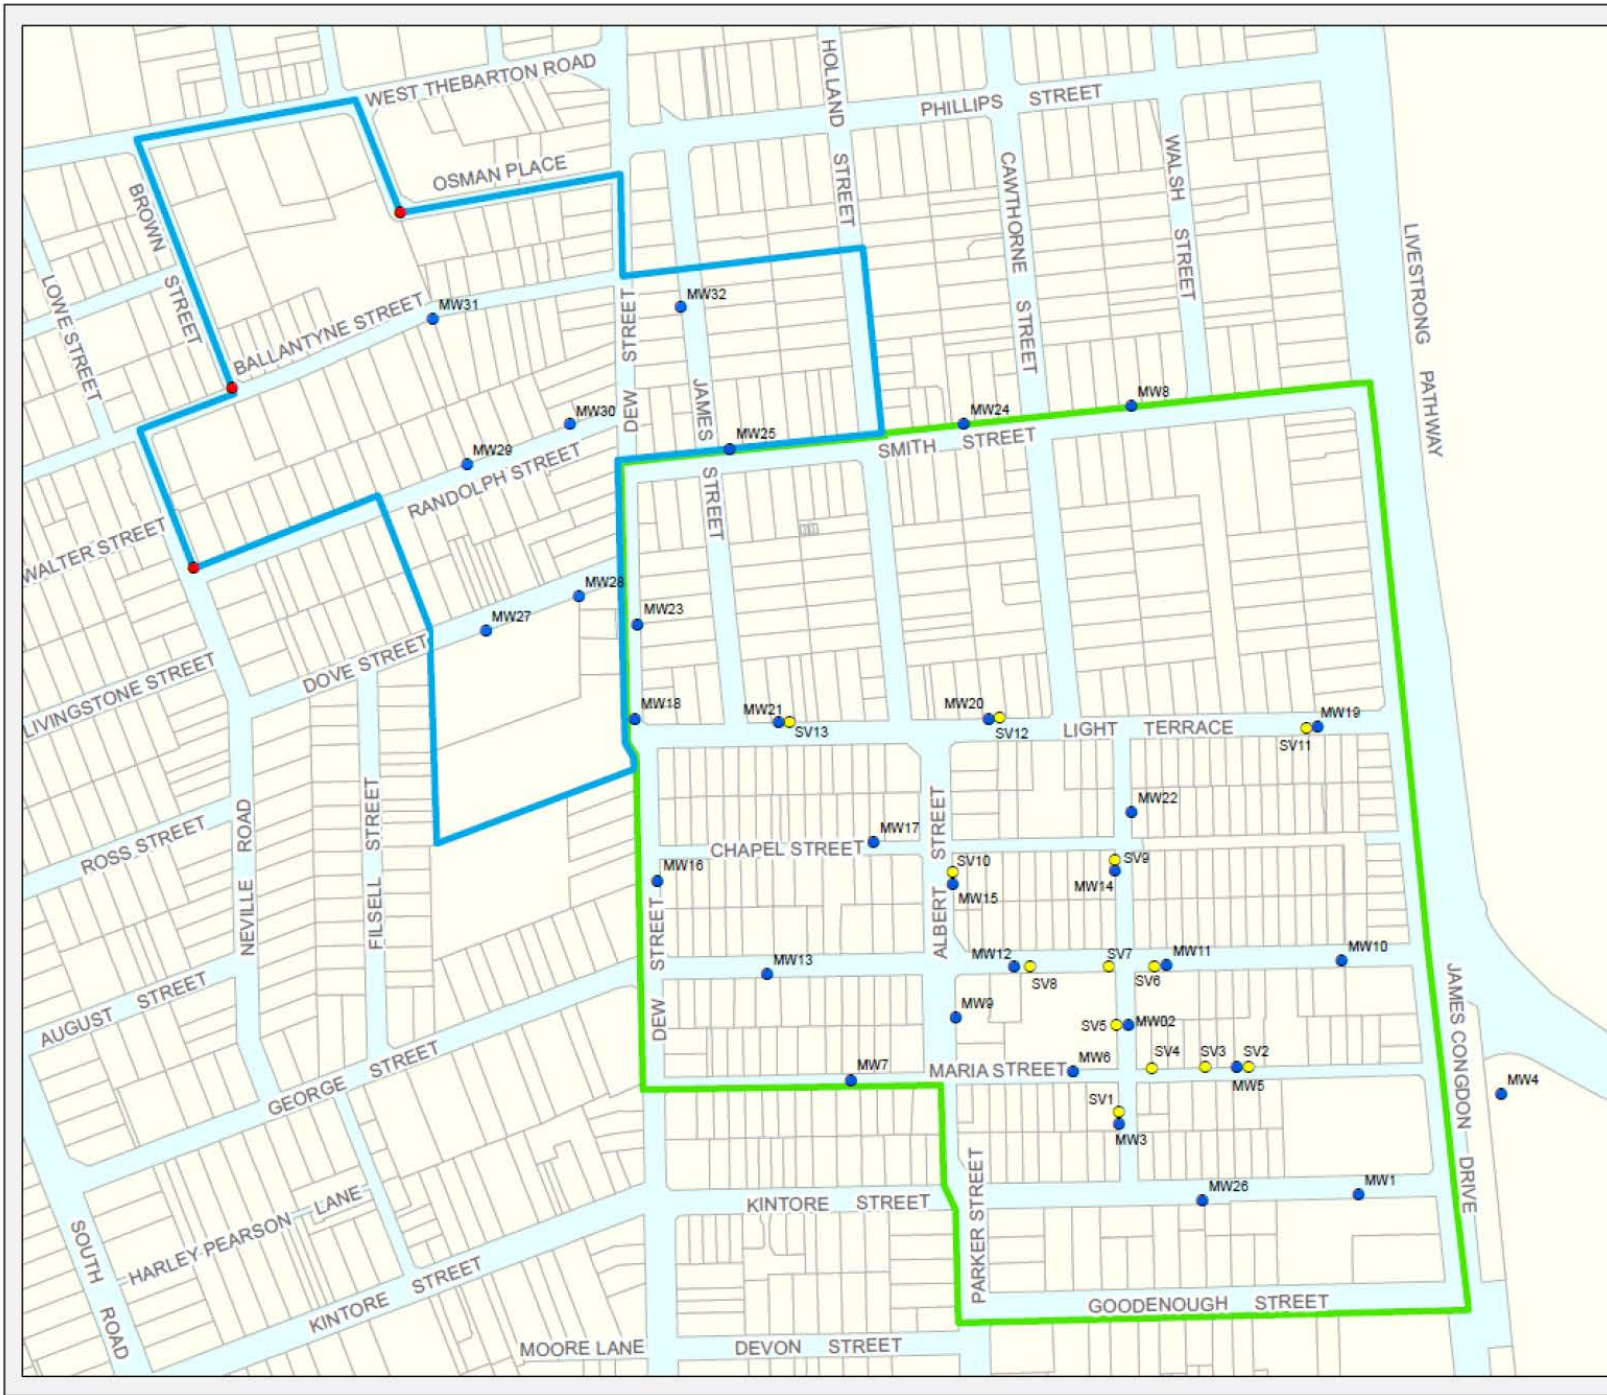 WEST THEBARTON ROAD
HOLLAND STREET
PHILLIPS STREET
OSMAN PLACE
BROWN STREET
CAWTHORNE STREET
WALSH STREET
LIVESTRONG PATHWAY
LOWE STREET
MW31
MW32
BALLANTYNE STREET
DEW STREET
JAMES STREET
MW30
MW29
MW25
MW24
MW8
SMITH STREET
RANDOLPH STREET
WALTER STREET
MW28
MW27
MW23
DOVE STREET
LIVINGSTONE STREET
MW18
MW21
SV13
MW20
SV12
LIGHT TERRACE
MW19
SV11
MW22
ROSS STREET
NEVILLE ROAD
FILSELL STREET
CHAPEL STREET
MW17
ALBERT STREET
MW16
SV10
MW15
SV9
MW14
DEW STREET
MW13
MW12
SV8
SV7
SV6
MW11
MW10
AUGUST STREET
MW9
SV5
MW02
JAMES CONGDON DRIVE
GEORGE STREET
MW7
MARIA STREET
MW6
SV4
SV3
SV2
MW5
MW4
SV1
MW3
HARLEY PEARSON LANE
KINTORE STREET
PARKER STREET
MW26
MW1
SOUTH ROAD
KINTORE STREET
GOODENOUGH STREET
MOORE LANE
DEVON STREET